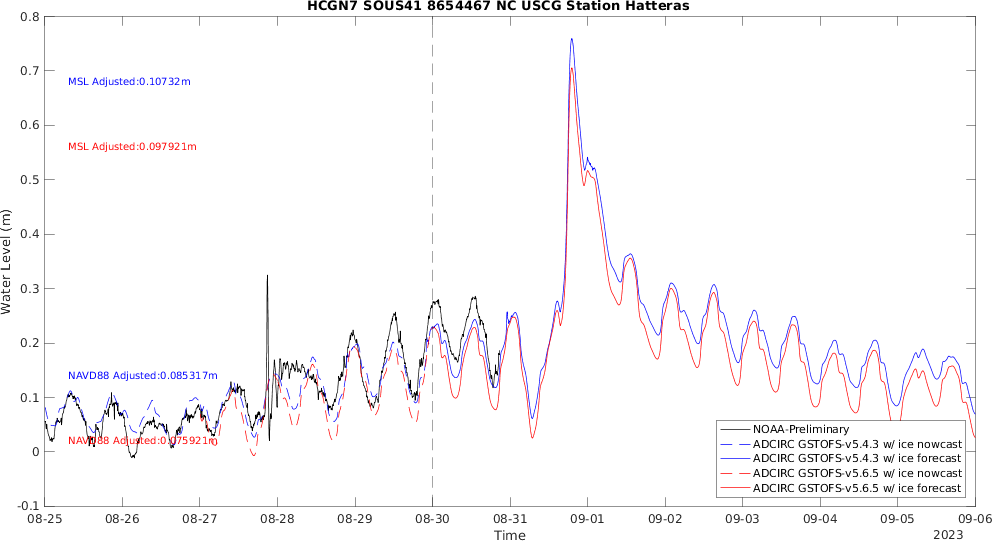 HCGN7 SOUS41 8654467 NC USCG Station Hatteras
0.8
0.7
0.6
0.5
0.4
0.3
0.2
0.1
0
-0.1
Water Level (m)
MSL Adjusted:0.10732m
MSL Adjusted:0.097921m
NAVD88 Adjusted:0.085317m
NAVD88 Adjusted:0.075921m
NOAA-Preliminary
ADCIRC GSTOFS-v5.4.3 w/ ice nowcast
ADCIRC GSTOFS-v5.4.3 w/ ice forecast
ADCIRC GSTOFS-v5.6.5 w/ ice nowcast
ADCIRC GSTOFS-v5.6.5 w/ ice forecast
08-25 08-26 08-27 08-28 08-29 08-30 08-31 09-01 09-02 09-03 09-04 09-05 09-06
Time
2023